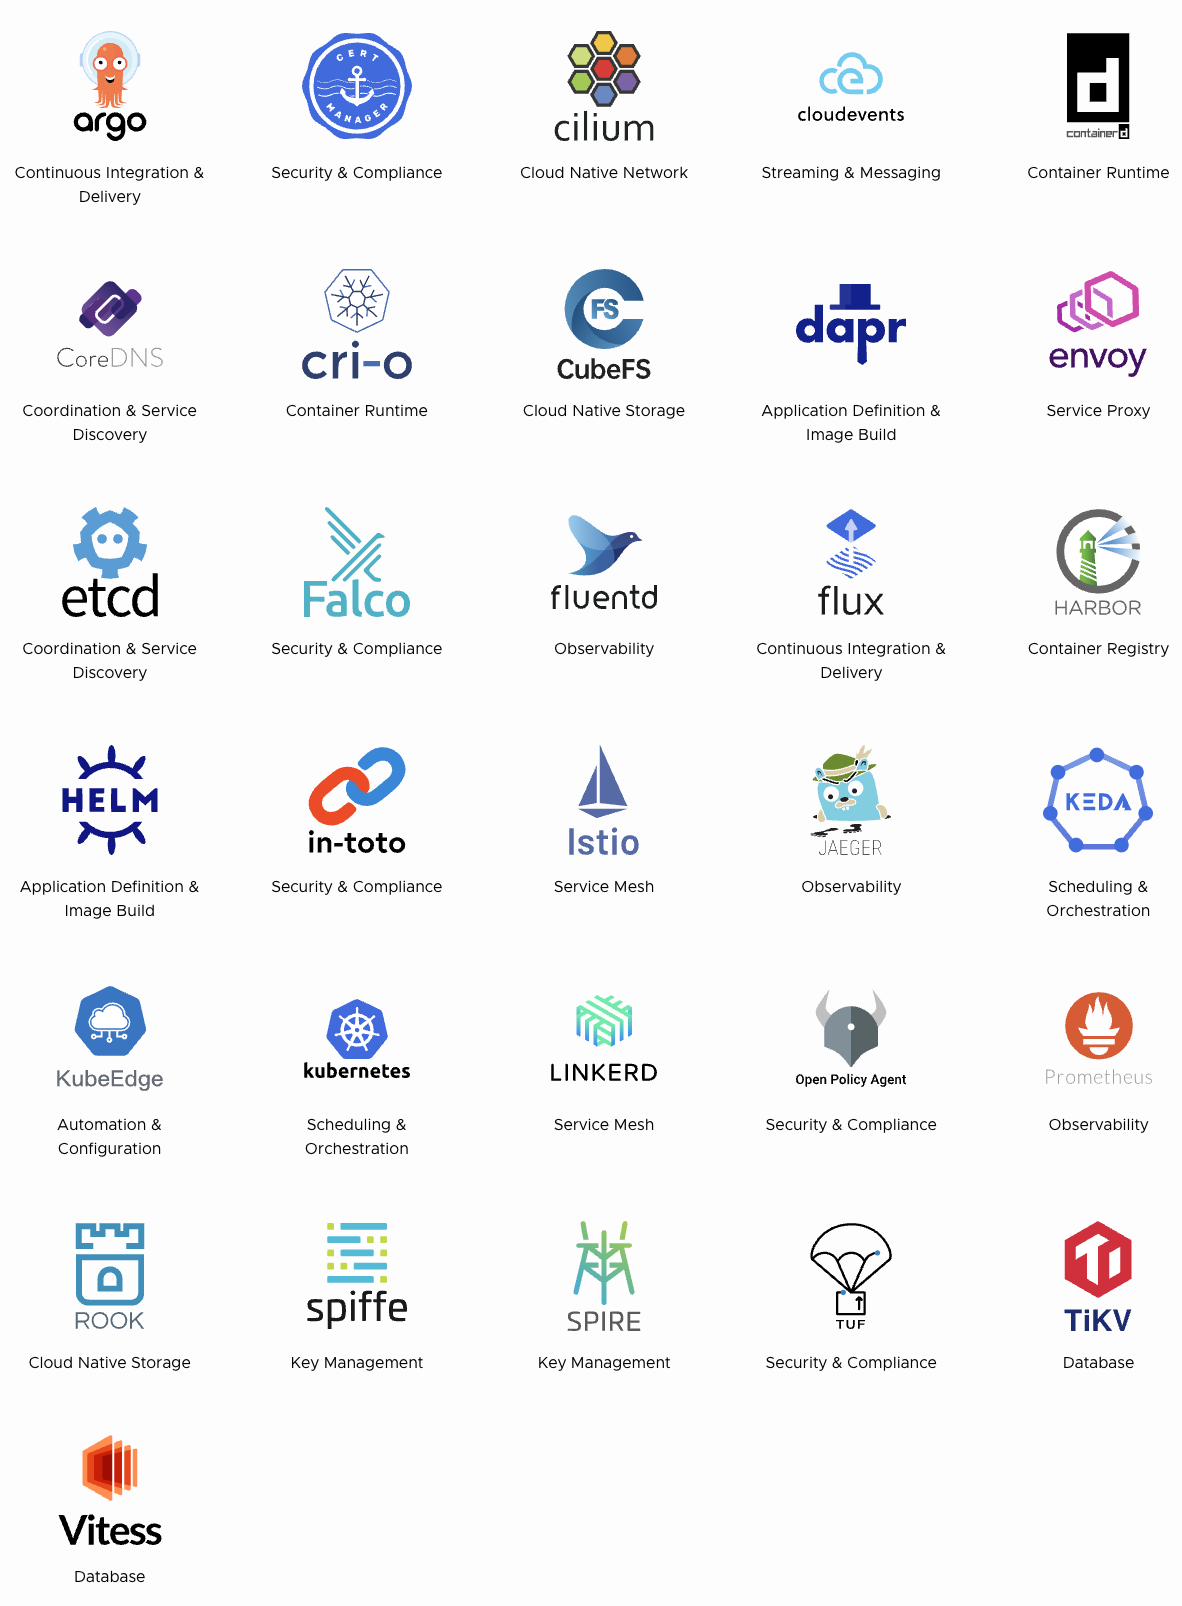 argo
CERT
MANAGER
cilium
cloudevents
d
containerd
Continuous Integration &
Delivery
Security & Compliance
Cloud Native Network
Streaming & Messaging
Container Runtime
CoreDNS
cri-o
FS
CubeFS
dapr
envoy
Coordination & Service
Discovery
Container Runtime
Cloud Native Storage
Application Definition &
Image Build
Service Proxy
etcd
Falco
fluentd
flux
HARBOR
Coordination & Service
Discovery
Security & Compliance
Observability
Continuous Integration &
Delivery
Container Registry
HELM
in-toto
Istio
JAEGER
KEDA
Application Definition &
Image Build
Security & Compliance
Service Mesh
Observability
Scheduling &
Orchestration
KubeEdge
kubernetes
LINKERD
Open Policy Agent
Prometheus
Automation &
Configuration
Scheduling &
Orchestration
Service Mesh
Security & Compliance
Observability
ROOK
spiffe
SPIRE
TUF
TiKV
Cloud Native Storage
Key Management
Key Management
Security & Compliance
Database
Vitess
Database